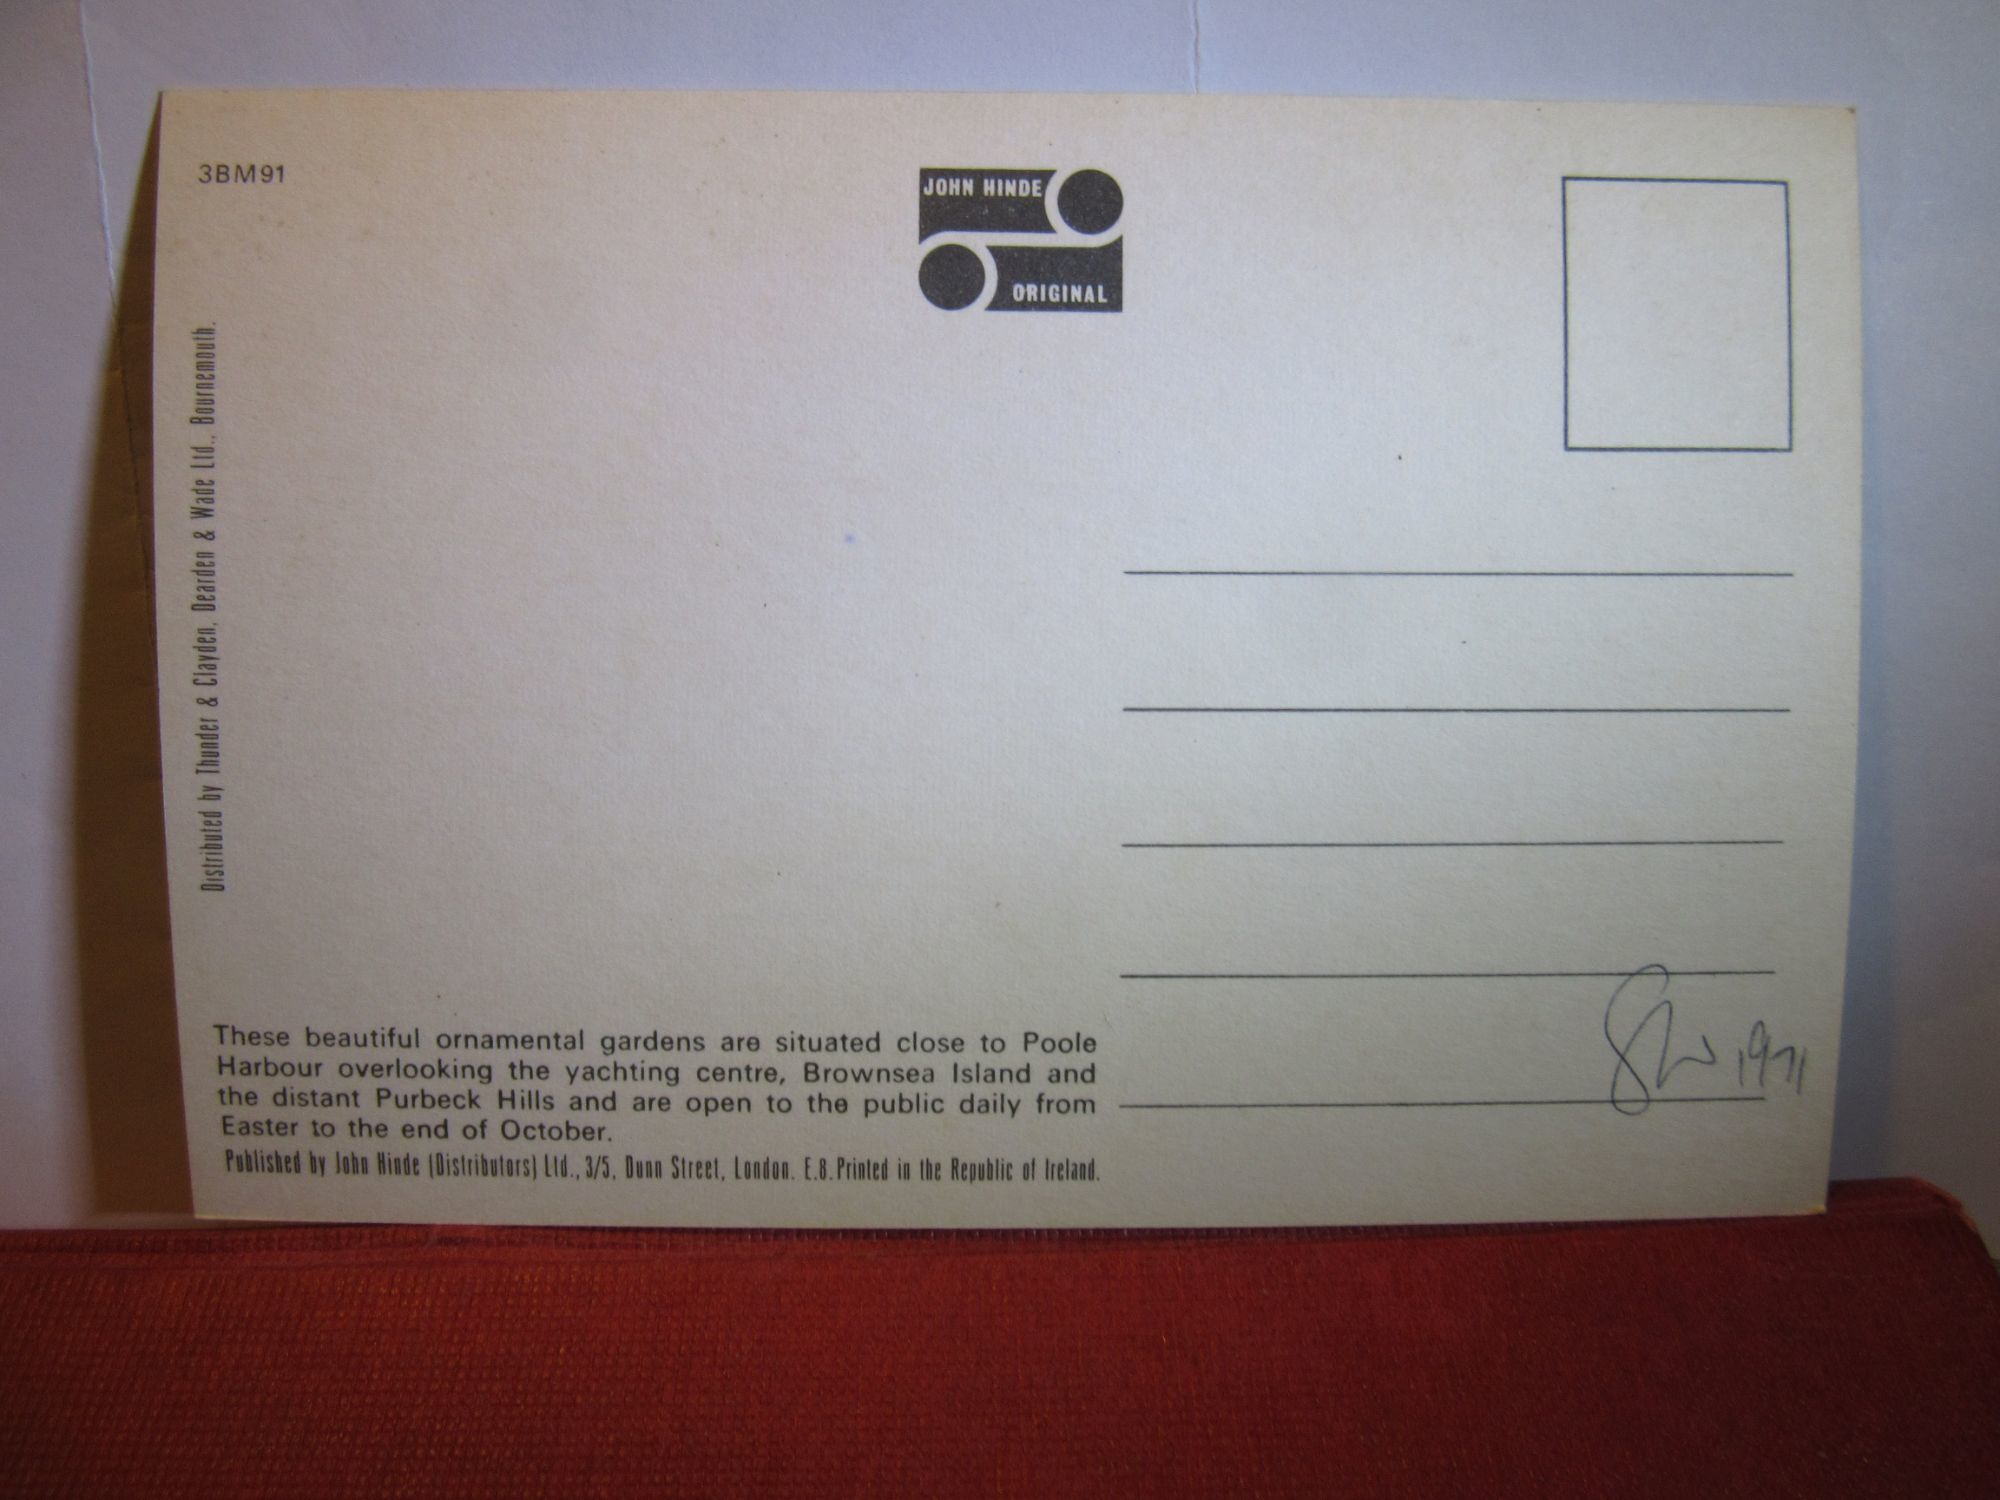 3BM91
JOHN HINDE
ORIGINAL
Distributed by Thunder & Clayden, Dearden & Wade Ltd., Bournemouth.
These beautiful ornamental gardens are situated close to Poole
Harbour overlooking the yachting centre, Brownsea Island and
the distant Purbeck Hills and are open to the public daily from
Easter to the end of October.
Published by John Hinde (Distributors) Ltd., 3/5, Dunn Street, London. E.8. Printed in the Republic of Ireland.
1971